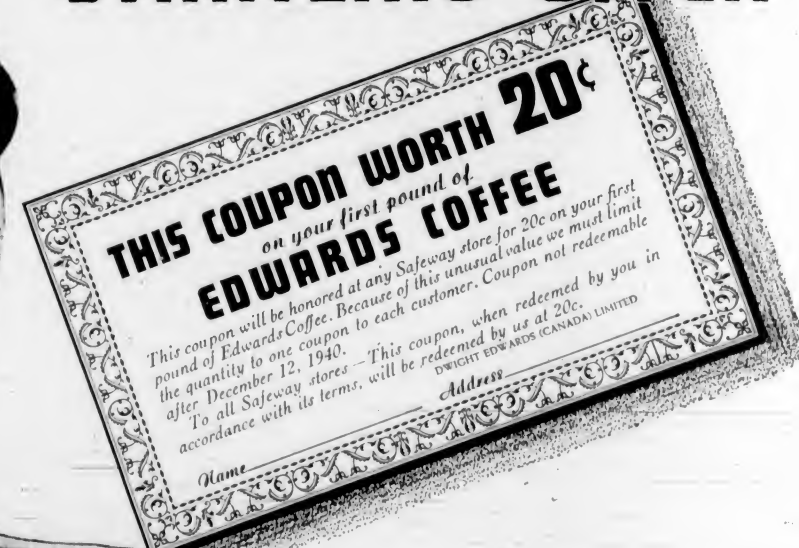 THIS COUPON WORTH 20¢
on your first pound of
EDWARDS COFFEE
This coupon will be honored at any Safeway store for 20c on your first
pound of Edwards Coffee. Because of this unusual value we must limit
the quantity to one coupon to each customer. Coupon not redeemable
after December 12, 1940.
To all Safeway stores—This coupon, when redeemed by you in
accordance with its terms, will be redeemed by us at 20c.
DWIGHT EDWARDS (CANADA) LIMITED
Name Address